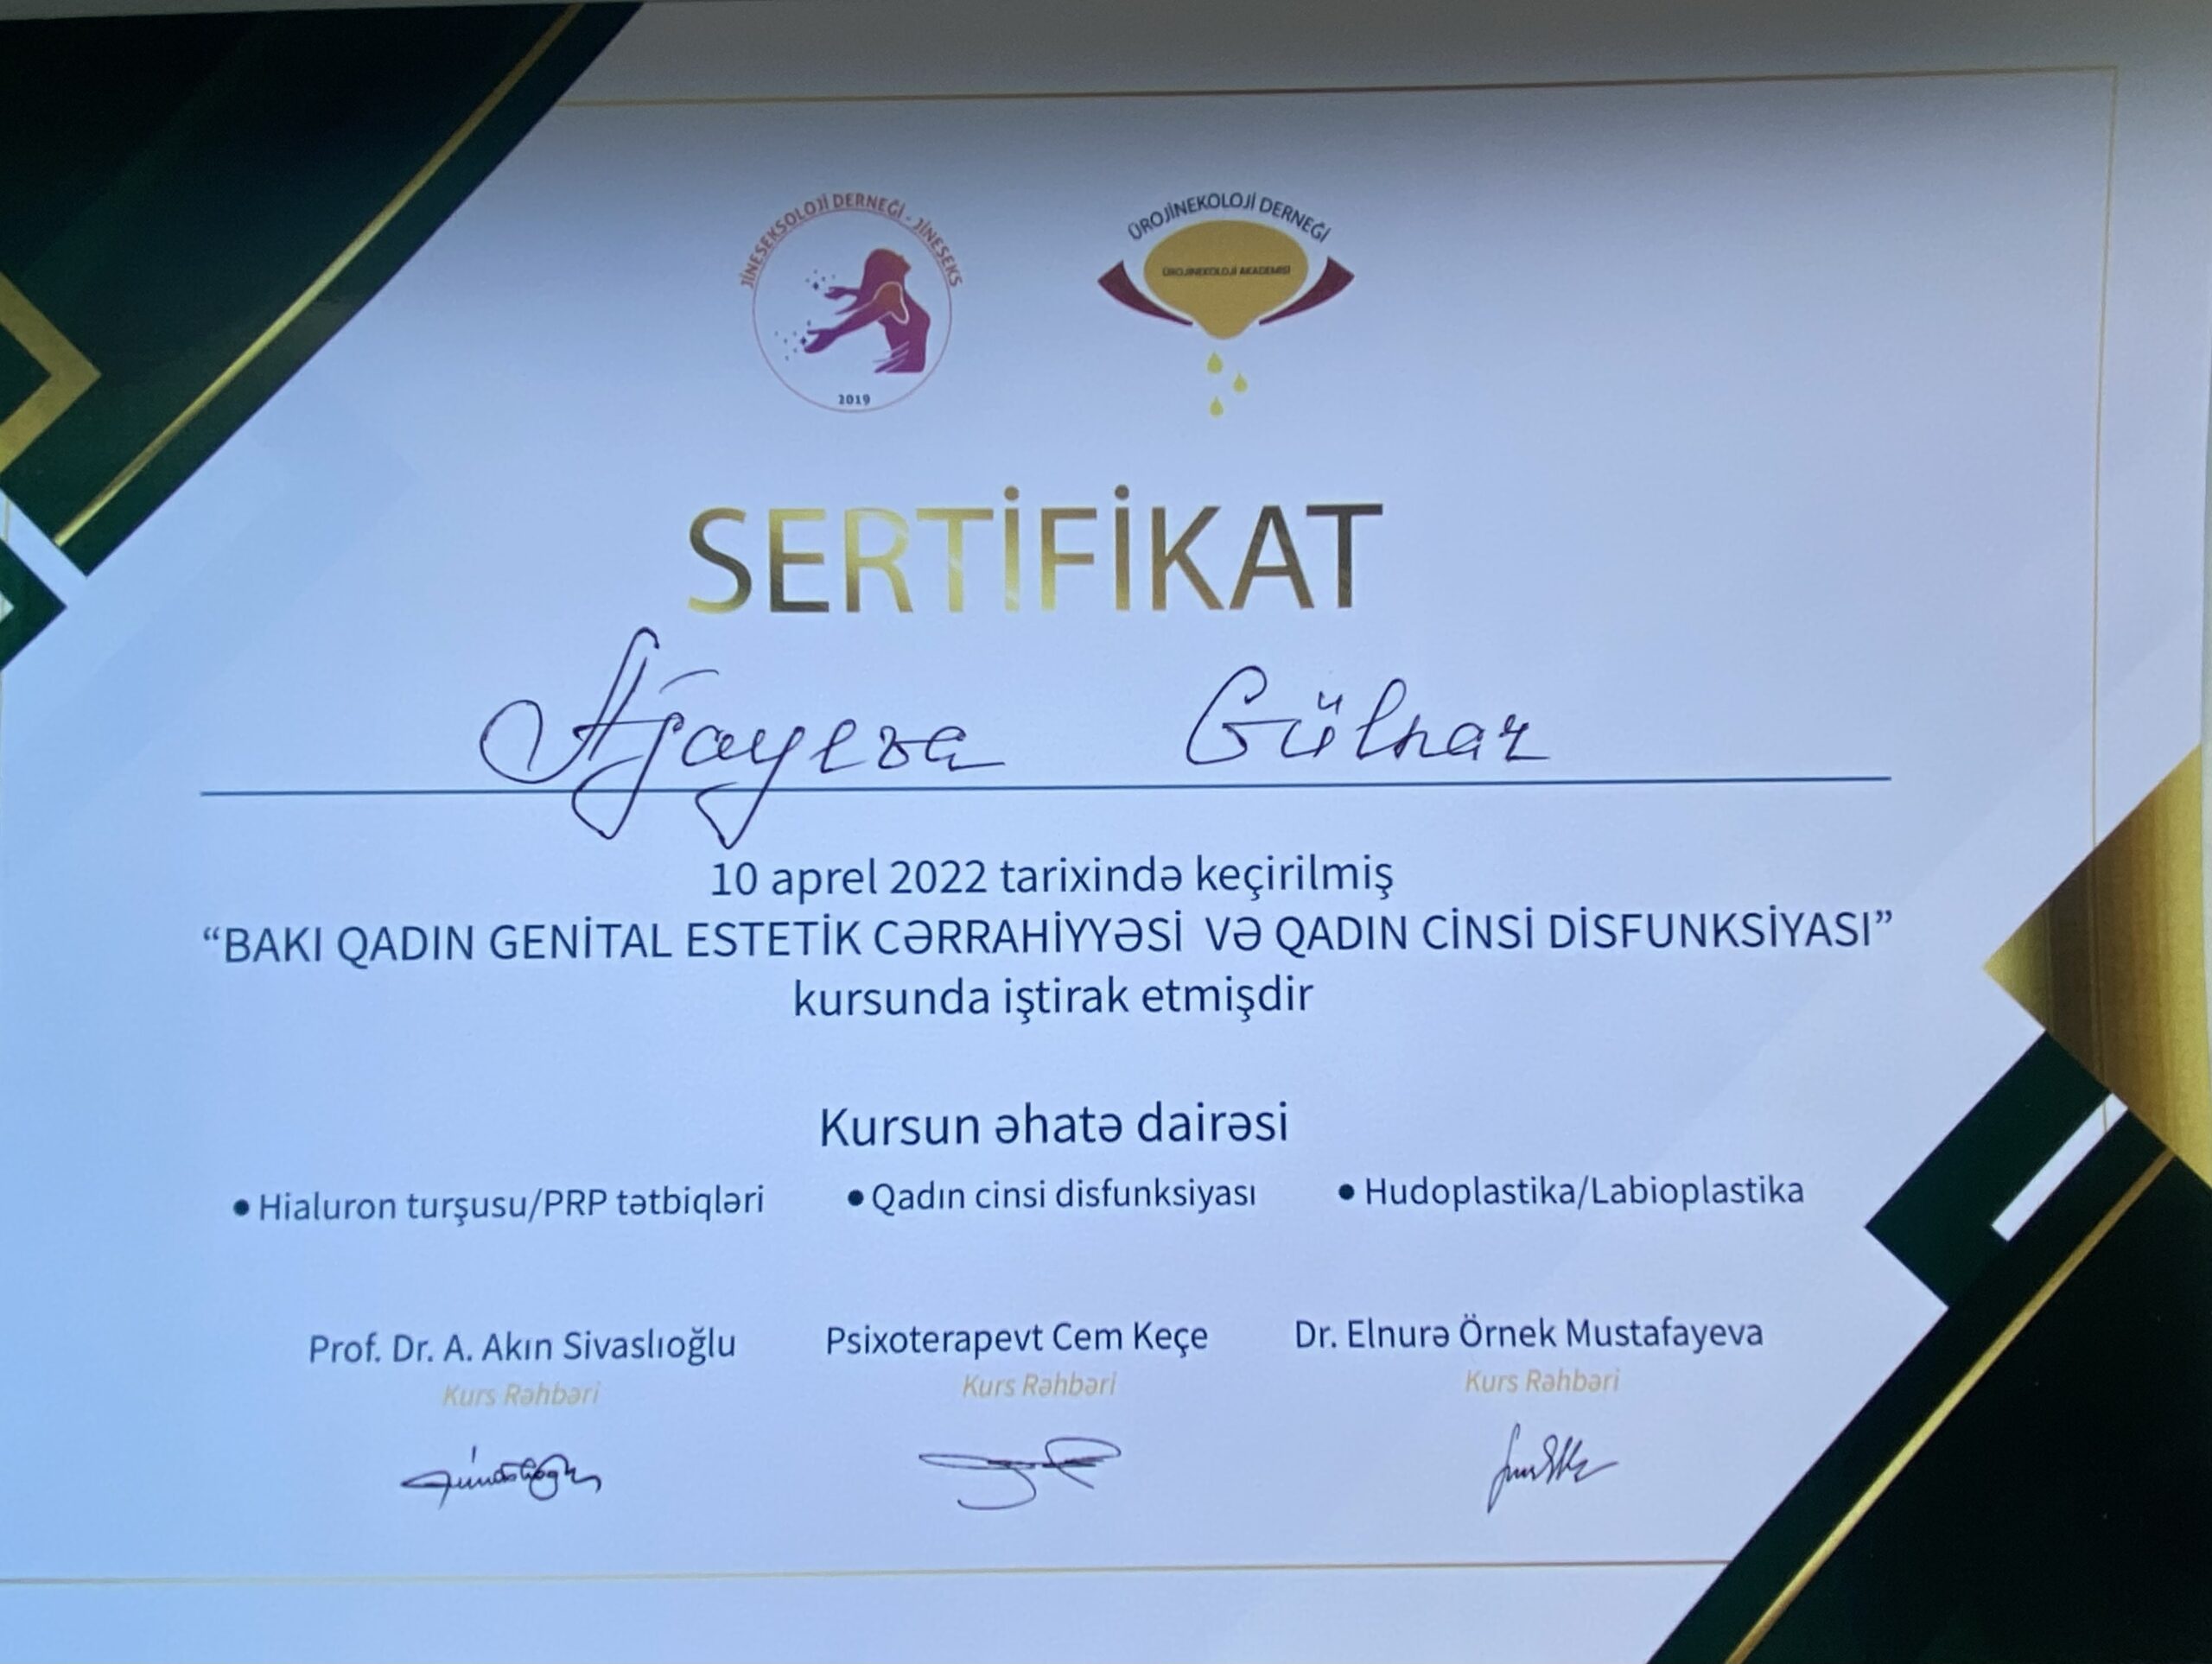 JİNESEKSOLOJİ DERNEĞİ - JİNESEKS
2019
ÜROJİNEKOLOJİ DERNEĞİ
ÜROJİNEKOLOJİ AKADEMİSİ
SERTİFİKAT
Ağayeva Gülnar
10 aprel 2022 tarixində keçirilmiş
“BAKI QADIN GENİTAL ESTETİK CƏRRAHİYYƏSİ VƏ QADIN CİNSİ DİSFUNKSİYASI”
kursunda iştirak etmişdir
Kursun əhatə dairəsi
• Hialuron turşusu/PRP tətbiqləri • Qadın cinsi disfunksiyası • Hudoplastika/Labioplastika
Prof. Dr. A. Akın Sivaslıoğlu Psixoterapevt Cem Keçe Dr. Elnurə Örnek Mustafayeva
Kurs Rəhbəri Kurs Rəhbəri Kurs Rəhbəri